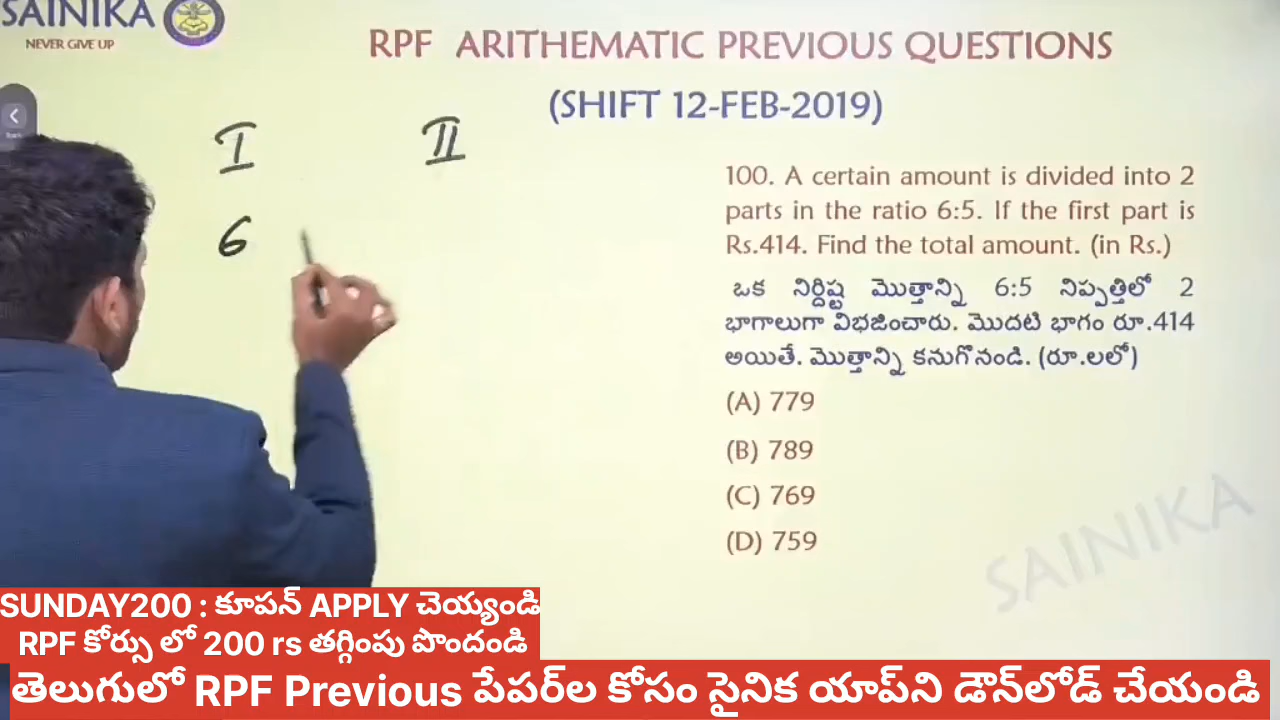 SAINIKA
NEVER GIVE UP
RPF ARITHEMATIC PREVIOUS QUESTIONS
(SHIFT 12-FEB-2019)
I II
6
100. A certain amount is divided into 2
parts in the ratio 6:5. If the first part is
Rs.414. Find the total amount. (in Rs.)
ఒక నిర్దిష్ట మొత్తాన్ని 6:5 నిష్పత్తిలో 2
భాగాలుగా విభజించారు. మొదటి భాగం రూ.414
అయితే. మొత్తాన్ని కనుగొనండి. (రూ.లలో)
(A) 779
(B) 789
(C) 769
(D) 759
SAINIKA
SUNDAY200 : కూపన్ APPLY చెయ్యండి
RPF కోర్సు లో 200 rs తగ్గింపు పొందండి
తెలుగులో RPF Previous పేపర్‌ల కోసం సైనిక యాప్‌ని డౌన్‌లోడ్ చేయండి